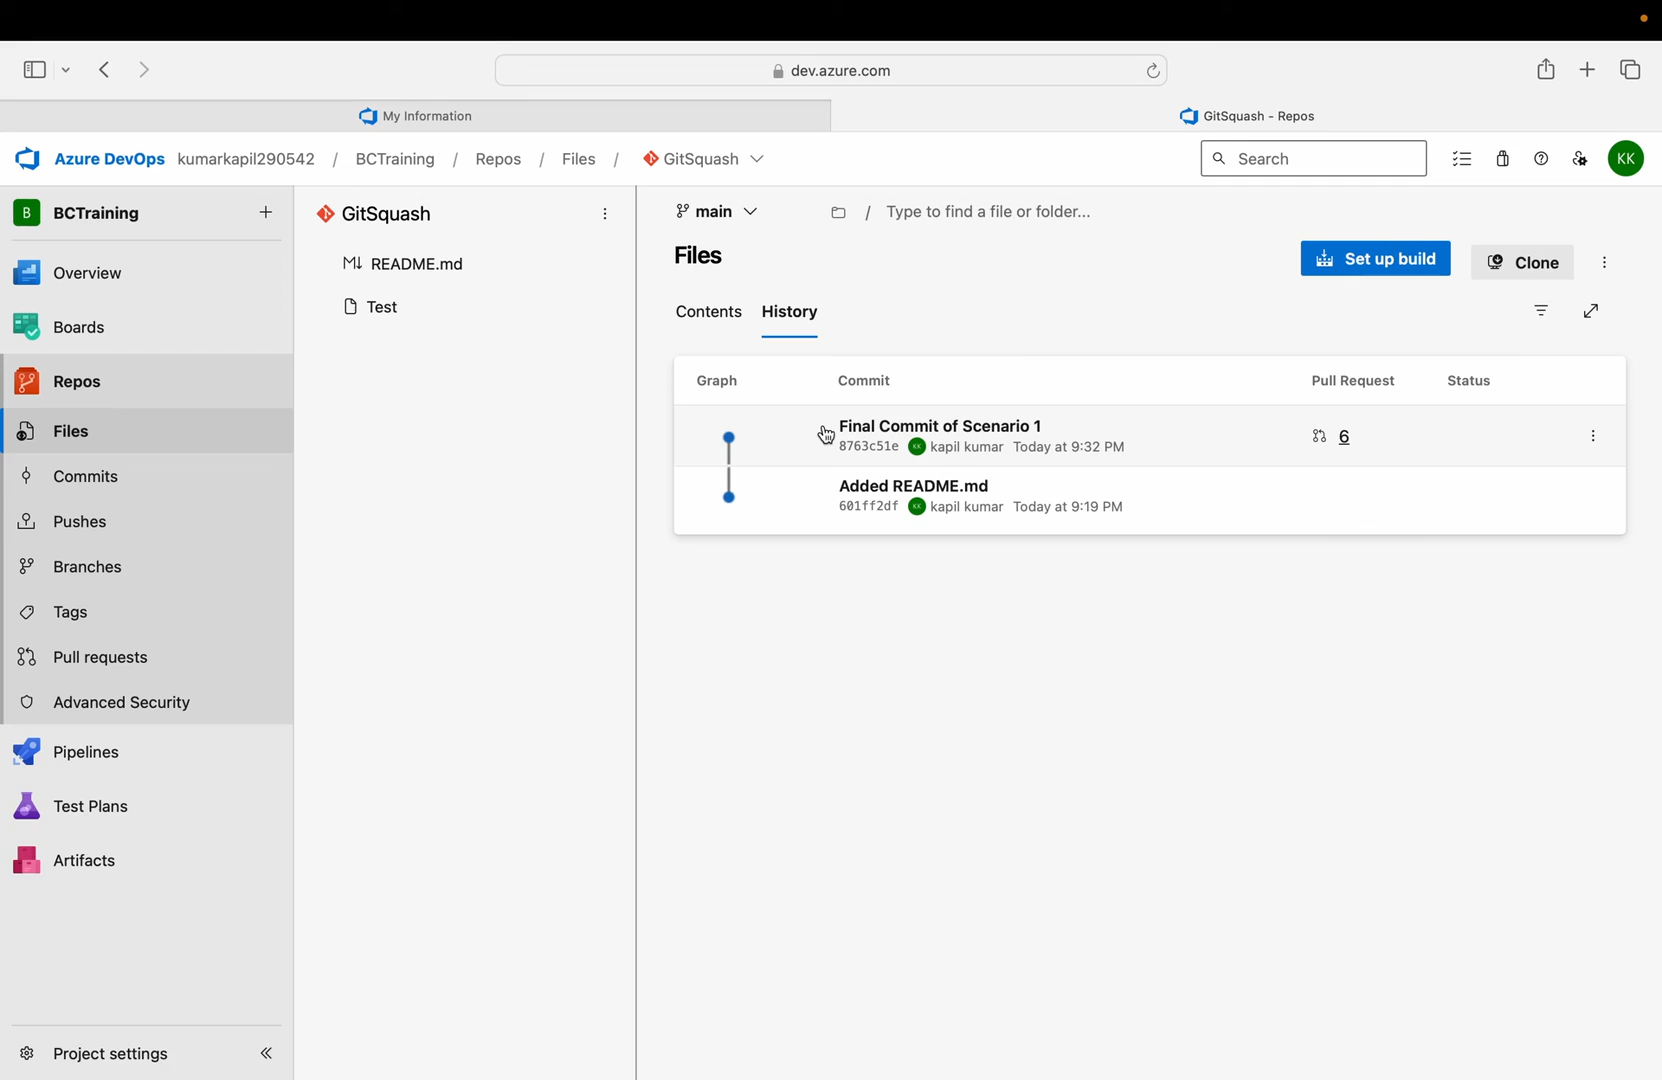 dev.azure.com
My Information
GitSquash - Repos
Azure DevOps kumarkapil290542 / BCTraining / Repos / Files / GitSquash
Search
KK
B BCTraining
Overview
Boards
Repos
Files
Commits
Pushes
Branches
Tags
Pull requests
Advanced Security
Pipelines
Test Plans
Artifacts
Project settings
GitSquash
M↓ README.md
Test
main
/ Type to find a file or folder...
Files
Set up build
Clone
Contents History
Graph Commit Pull Request Status
Final Commit of Scenario 1
8763c51e KK kapil kumar Today at 9:32 PM
6
Added README.md
601ff2df KK kapil kumar Today at 9:19 PM